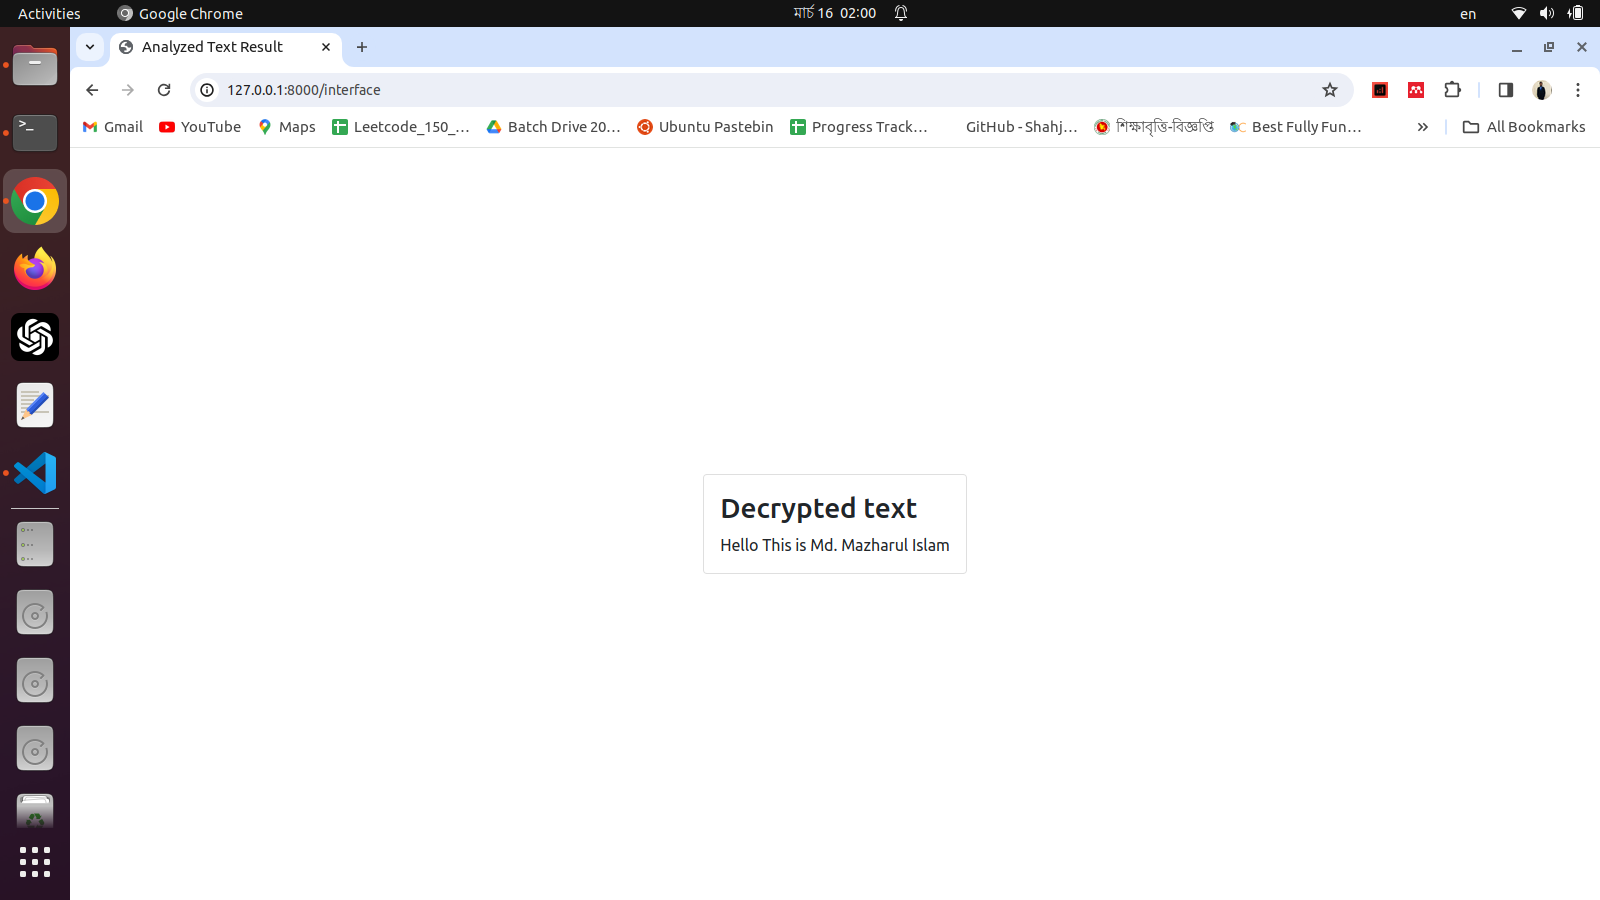 Activities
Google Chrome
মার্চ 16 02:00
en
Analyzed Text Result
127.0.0.1:8000/interface
Gmail
YouTube
Maps
Leetcode_150_...
Batch Drive 20...
Ubuntu Pastebin
Progress Track...
GitHub - Shahj...
শিক্ষাবৃত্তি-বিজ্ঞপ্তি
Best Fully Fun...
All Bookmarks
Decrypted text
Hello This is Md. Mazharul Islam